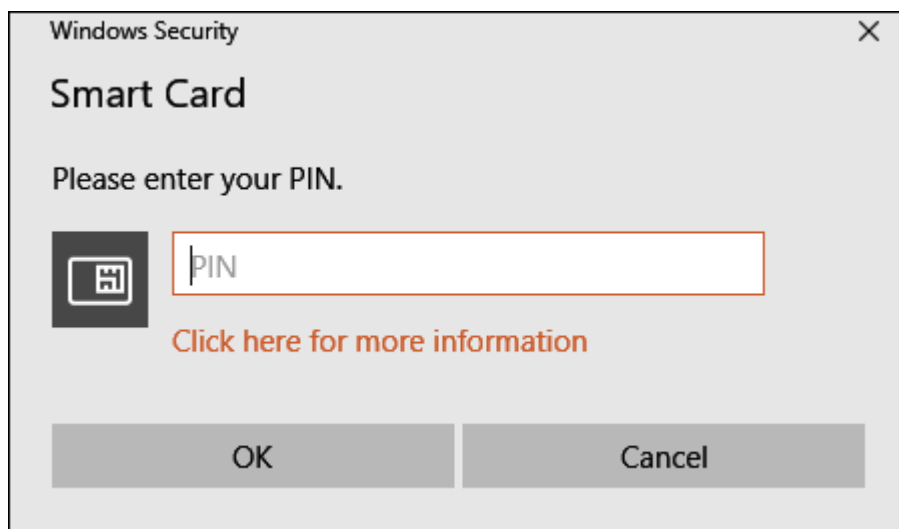 Windows Security
Smart Card
Please enter your PIN.
PIN
Click here for more information
OK
Cancel